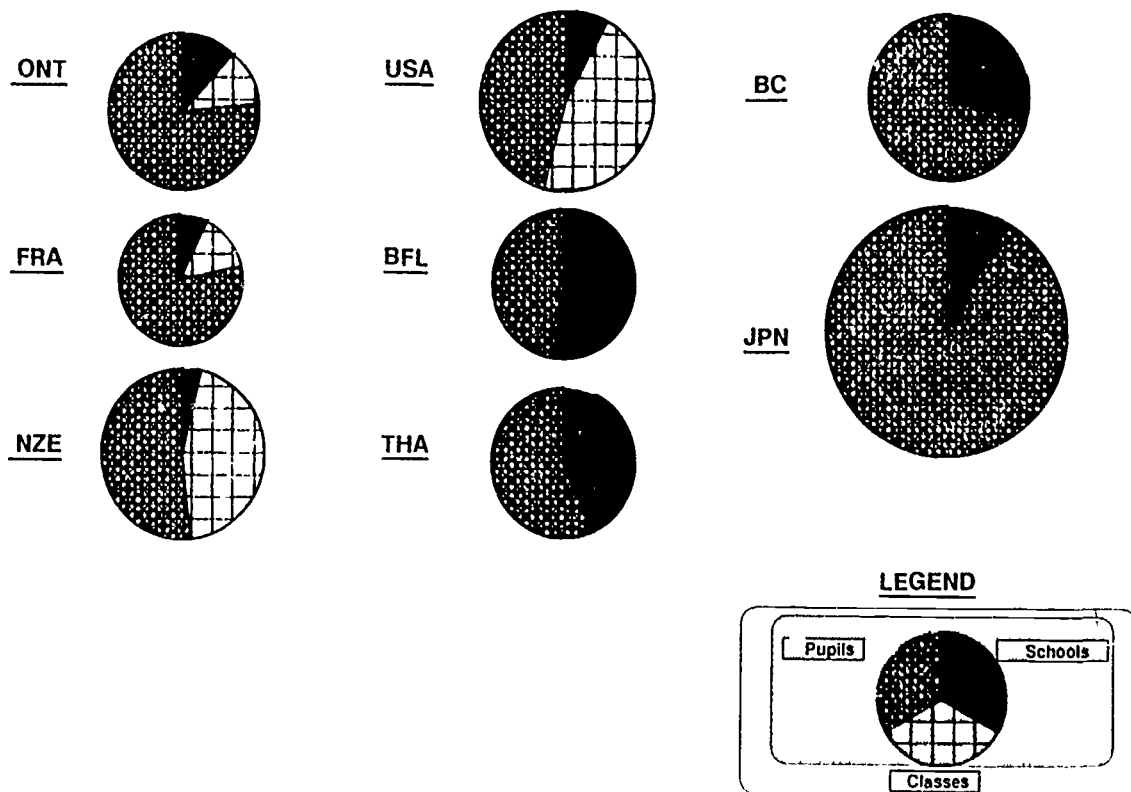 ONT
USA
BC
FRA
BFL
JPN
NZE
THA
LEGEND
Pupils
Schools
Classes